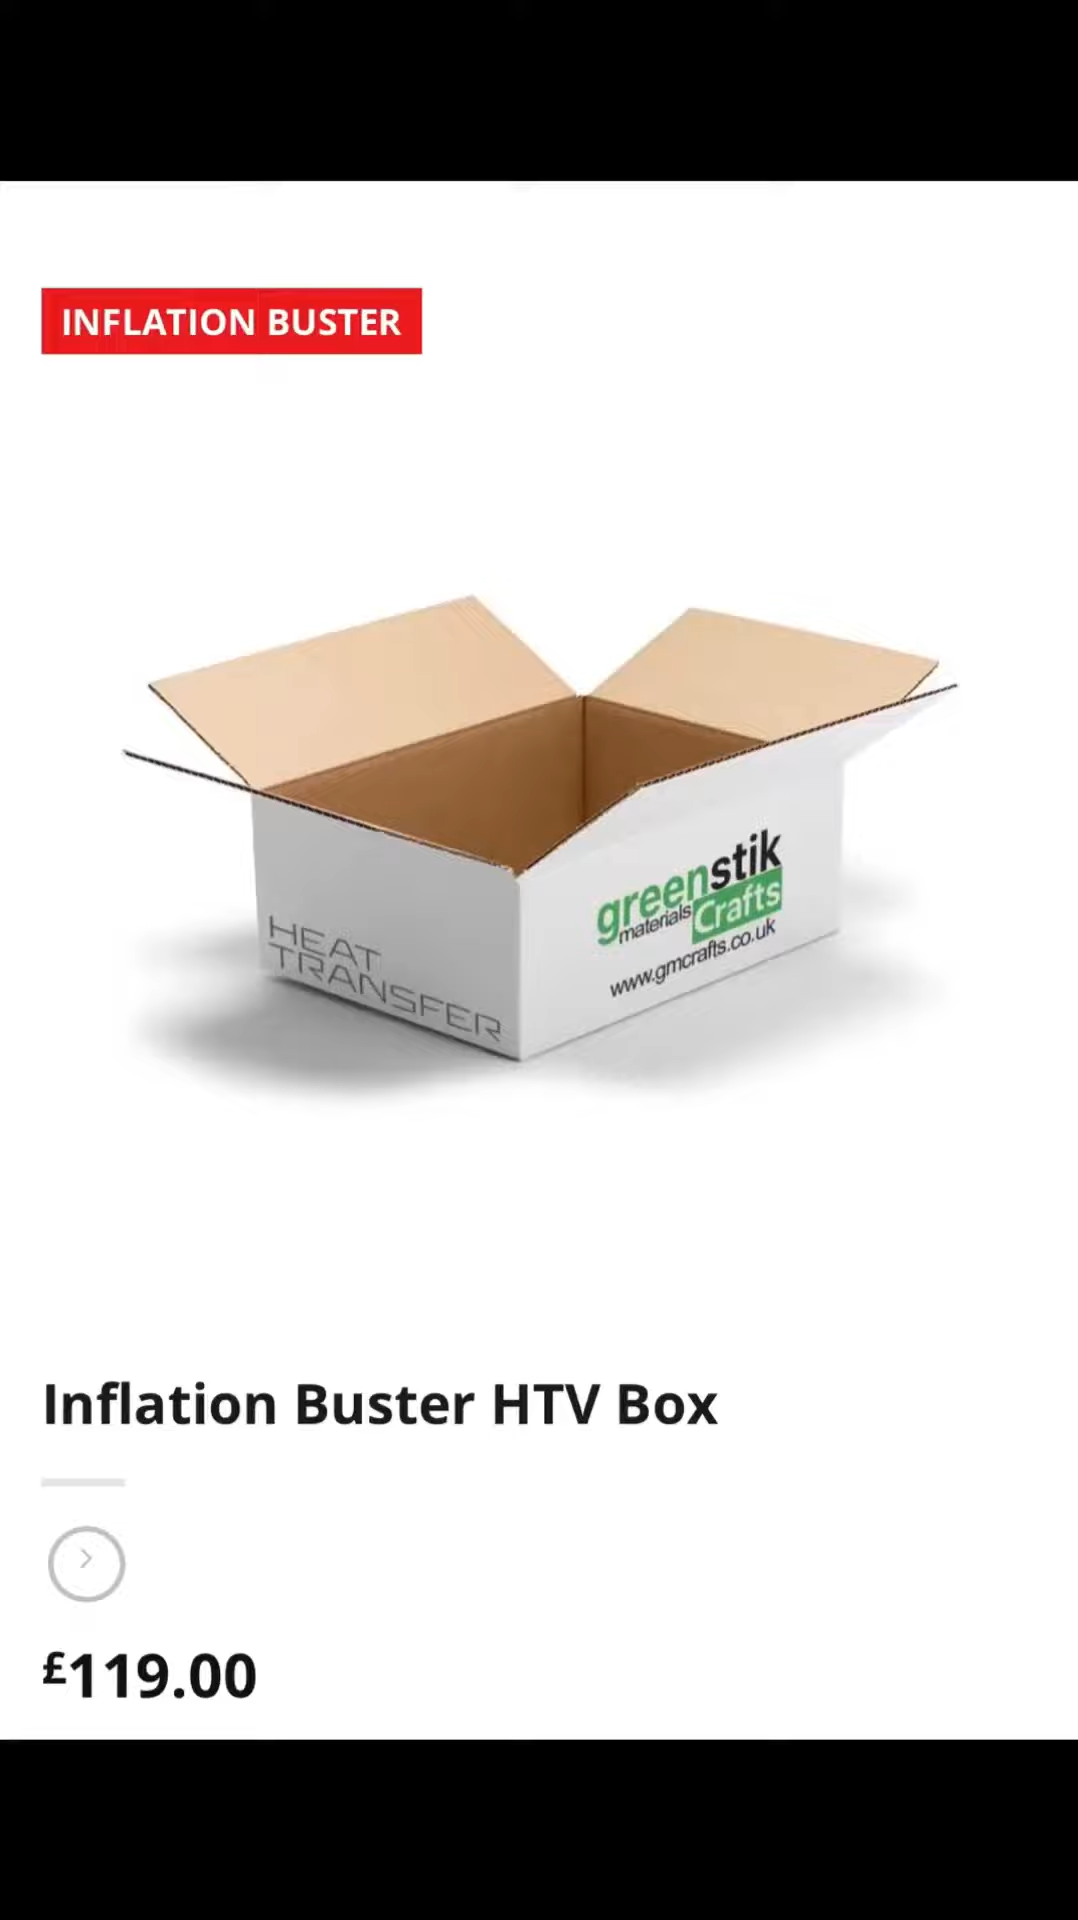 INFLATION BUSTER
greenstik
materials Crafts
www.gmcrafts.co.uk
HEAT
TRANSFER
Inflation Buster HTV Box
£119.00